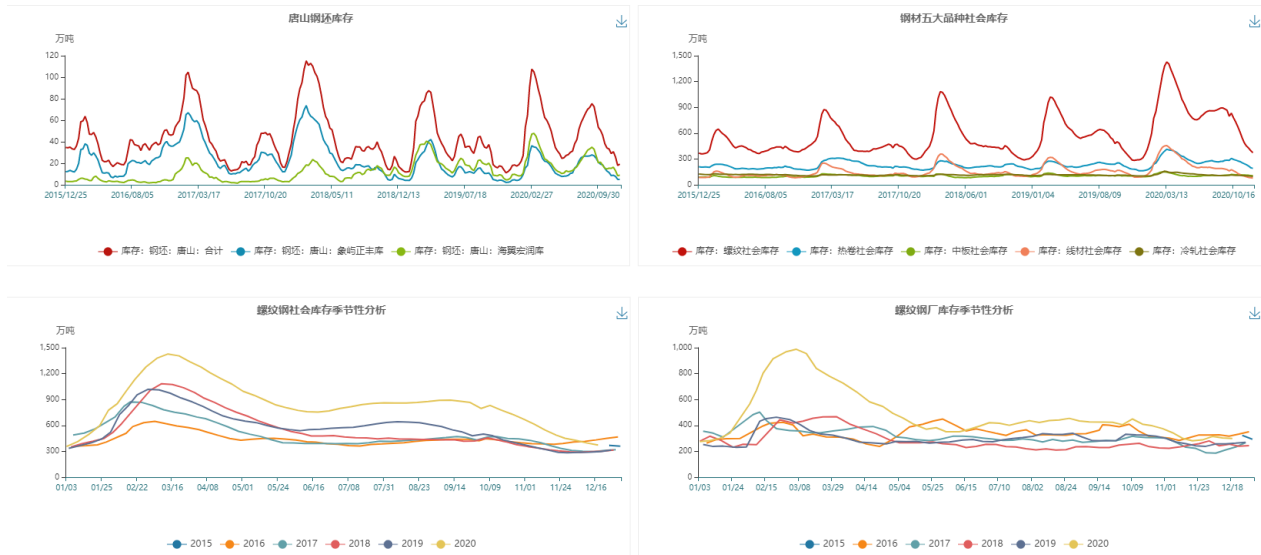 唐山钢坯库存
万吨
120
100
80
60
40
20
0
2015/12/25 2016/08/05 2017/03/17 2017/10/20 2018/05/11 2018/12/13 2019/07/18 2020/02/27 2020/09/30
库存：钢坯：唐山：合计 库存：钢坯：唐山：象屿正丰库 库存：钢坯：唐山：海翼宏润库
钢材五大品种社会库存
万吨
1,500
1,200
900
600
300
0
2015/12/25 2016/08/05 2017/03/17 2017/10/20 2018/06/01 2019/01/04 2019/08/09 2020/03/13 2020/10/16
库存：螺纹社会库存 库存：热卷社会库存 库存：中板社会库存 库存：线材社会库存 库存：冷轧社会库存
螺纹钢社会库存季节性分析
万吨
1,500
1,200
900
600
300
0
01/03 01/25 02/22 03/16 04/08 05/01 05/24 06/16 07/08 07/31 08/23 09/14 10/09 11/01 11/24 12/16
2015 2016 2017 2018 2019 2020
螺纹钢厂库存季节性分析
万吨
1,000
800
600
400
200
0
01/03 01/24 02/15 03/08 03/29 04/14 05/04 05/25 06/15 07/10 08/02 08/24 09/14 10/09 11/01 11/23 12/18
2015 2016 2017 2018 2019 2020